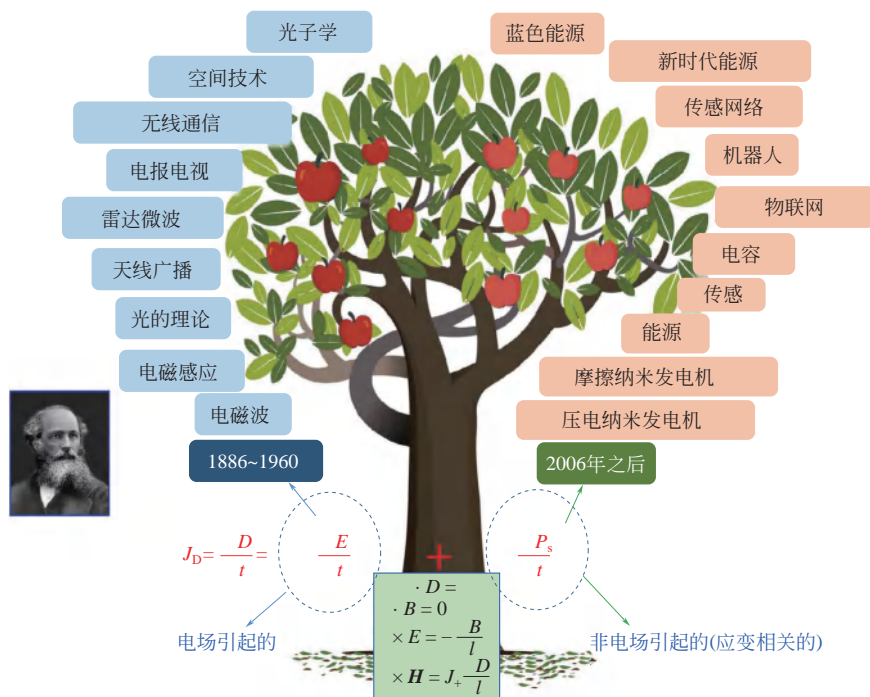 光子学
空间技术
无线通信
电报电视
雷达微波
天线广播
光的理论
电磁感应
电磁波
1886~1960
蓝色能源
新时代能源
传感网络
机器人
物联网
电容
传感
能源
摩擦纳米发电机
压电纳米发电机
2006年之后
J_D = D/t = E/t + P_s/t
电场引起的
非电场引起的(应变相关的)
· D =
· B = 0
× E = − B/l
× H = J + D/l